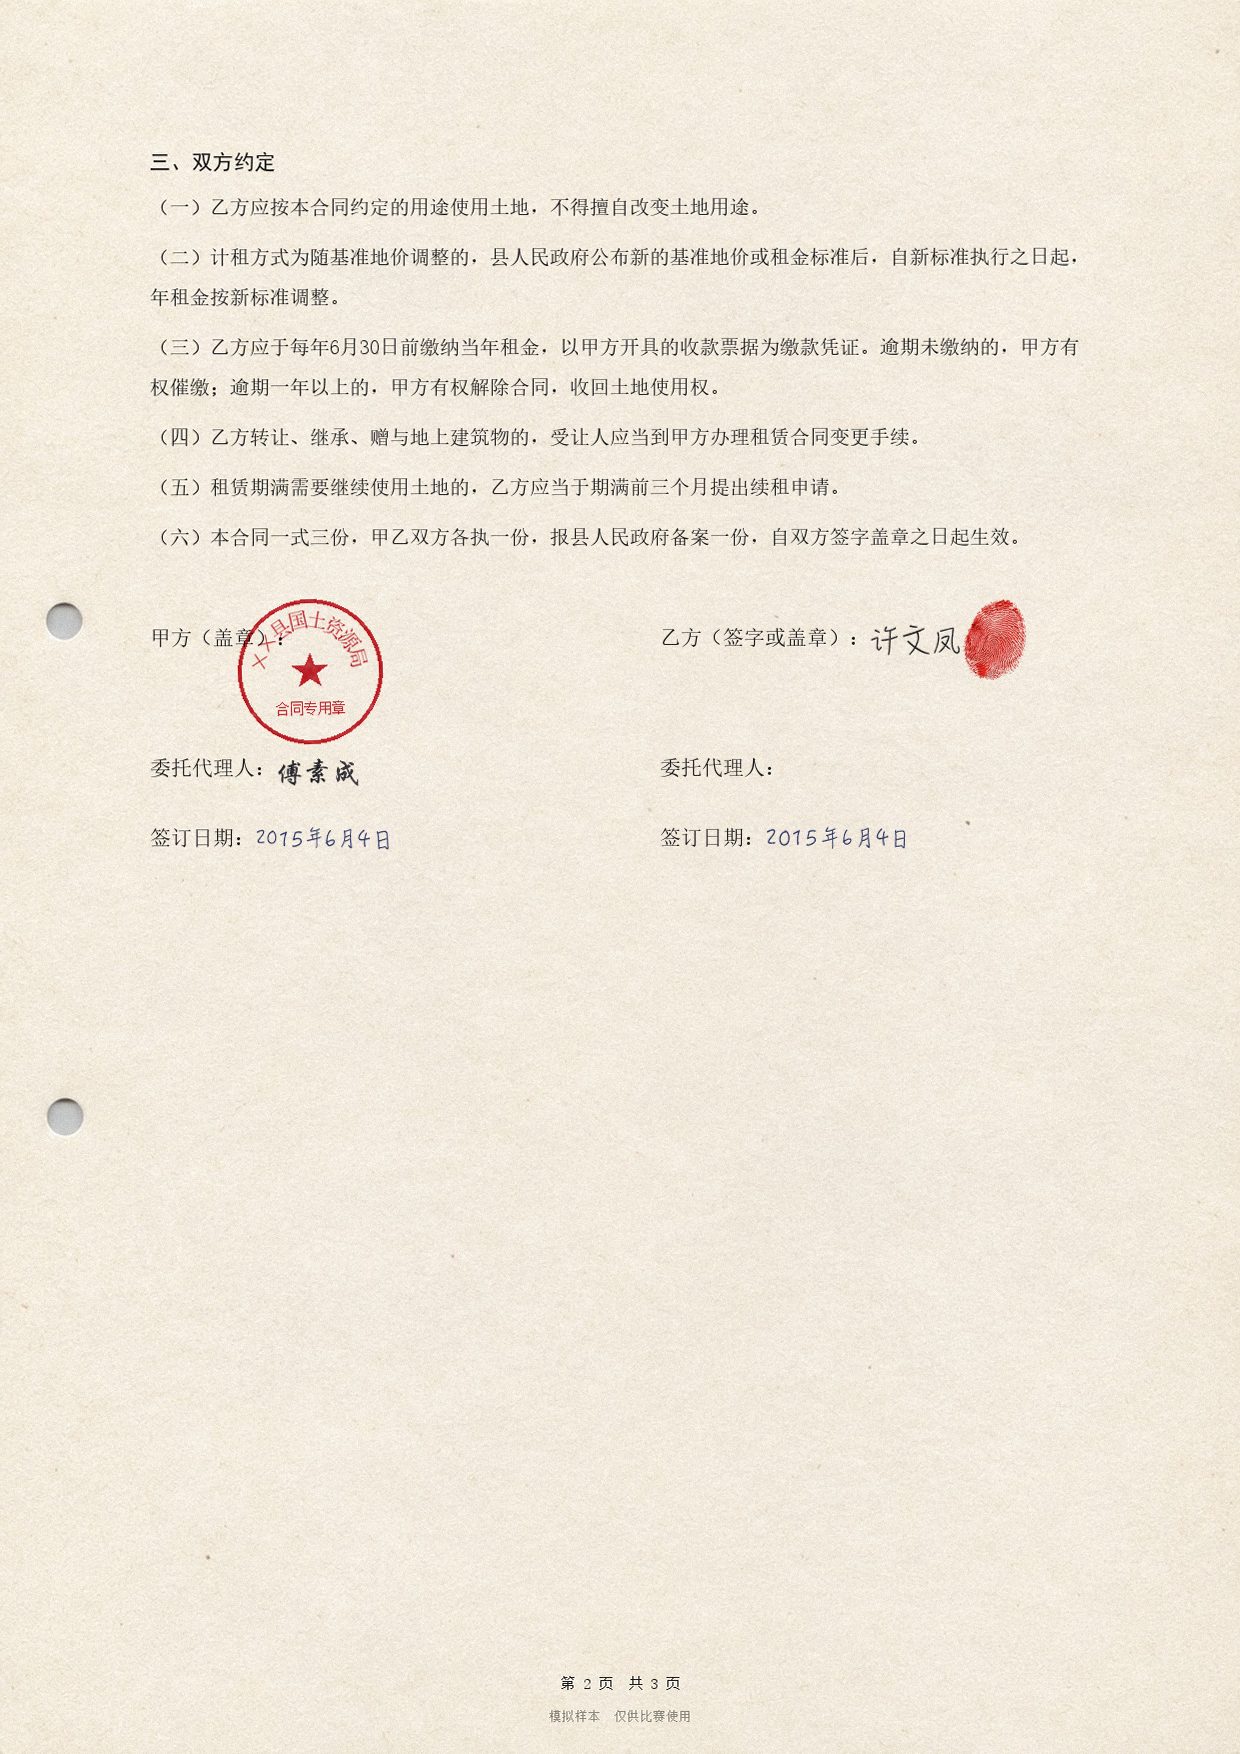 三、双方约定
（一）乙方应按本合同约定的用途使用土地，不得擅自改变土地用途。
（二）计租方式为随基准地价调整的，县人民政府公布新的基准地价或租金标准后，自新标准执行之日起，
年租金按新标准调整。
（三）乙方应于每年6月30日前缴纳当年租金，以甲方开具的收款票据为缴款凭证。逾期未缴纳的，甲方有
权催缴；逾期一年以上的，甲方有权解除合同，收回土地使用权。
（四）乙方转让、继承、赠与地上建筑物的，受让人应当到甲方办理租赁合同变更手续。
（五）租赁期满需要继续使用土地的，乙方应当于期满前三个月提出续租申请。
（六）本合同一式三份，甲乙双方各执一份，报县人民政府备案一份，自双方签字盖章之日起生效。
甲方（盖章）：
××县国土资源局
合同专用章
乙方（签字或盖章）：许文凤
委托代理人：傅素成
委托代理人：
签订日期：2015年6月4日
签订日期：2015年6月4日
第 2 页 共 3 页
模拟样本 仅供比赛使用